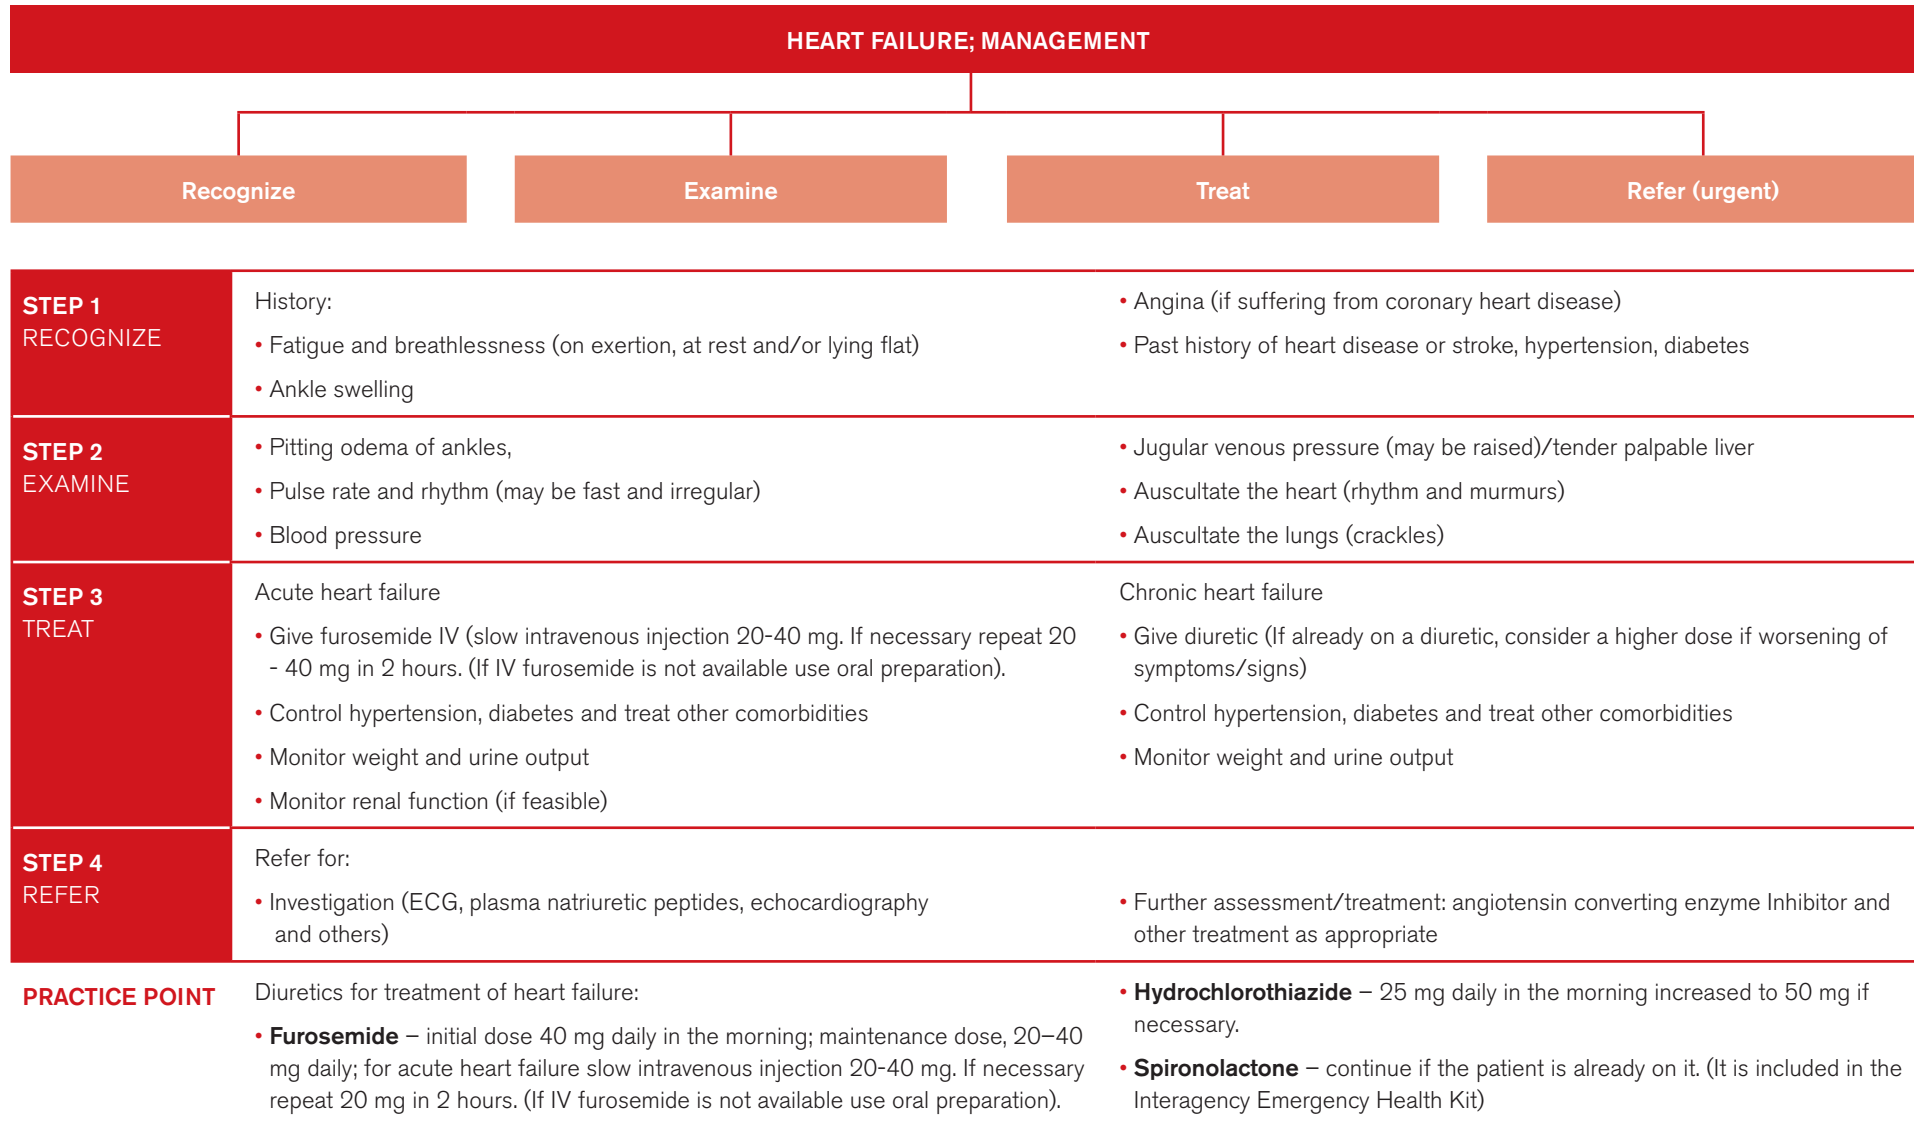 HEART FAILURE; MANAGEMENT
Recognize
Examine
Treat
Refer (urgent)
STEP 1
RECOGNIZE
History:
• Fatigue and breathlessness (on exertion, at rest and/or lying flat)
• Ankle swelling
• Angina (if suffering from coronary heart disease)
• Past history of heart disease or stroke, hypertension, diabetes
STEP 2
EXAMINE
• Pitting odema of ankles,
• Pulse rate and rhythm (may be fast and irregular)
• Blood pressure
• Jugular venous pressure (may be raised)/tender palpable liver
• Auscultate the heart (rhythm and murmurs)
• Auscultate the lungs (crackles)
STEP 3
TREAT
Acute heart failure
• Give furosemide IV (slow intravenous injection 20-40 mg. If necessary repeat 20
- 40 mg in 2 hours. (If IV furosemide is not available use oral preparation).
• Control hypertension, diabetes and treat other comorbidities
• Monitor weight and urine output
• Monitor renal function (if feasible)
Chronic heart failure
• Give diuretic (If already on a diuretic, consider a higher dose if worsening of
symptoms/signs)
• Control hypertension, diabetes and treat other comorbidities
• Monitor weight and urine output
STEP 4
REFER
Refer for:
• Investigation (ECG, plasma natriuretic peptides, echocardiography
and others)
• Further assessment/treatment: angiotensin converting enzyme Inhibitor and
other treatment as appropriate
PRACTICE POINT
Diuretics for treatment of heart failure:
• Furosemide – initial dose 40 mg daily in the morning; maintenance dose, 20–40
mg daily; for acute heart failure slow intravenous injection 20-40 mg. If necessary
repeat 20 mg in 2 hours. (If IV furosemide is not available use oral preparation).
• Hydrochlorothiazide – 25 mg daily in the morning increased to 50 mg if
necessary.
• Spironolactone – continue if the patient is already on it. (It is included in the
Interagency Emergency Health Kit)